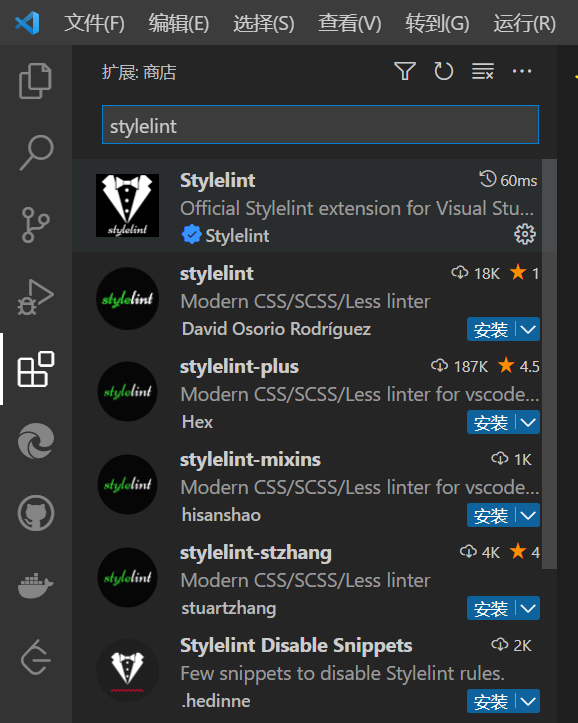 文件(F) 编辑(E) 选择(S) 查看(V) 转到(G) 运行(R)
扩展: 商店
stylelint
Stylelint 60ms
Official Stylelint extension for Visual Stu...
stylelint
Stylelint
stylelint 18K 1
stylelint
Modern CSS/SCSS/Less linter
David Osorio Rodríguez 安装
stylelint-plus 187K 4.5
stylelint
Modern CSS/SCSS/Less linter for vscode...
Hex 安装
stylelint-mixins 1K
stylelint
Modern CSS/SCSS/Less linter for vscode...
hisanshao 安装
stylelint-stzhang 4K 4
stylelint
Modern CSS/SCSS/Less linter
stuartzhang 安装
Stylelint Disable Snippets 2K
Few snippets to disable Stylelint rules.
.hedinne 安装